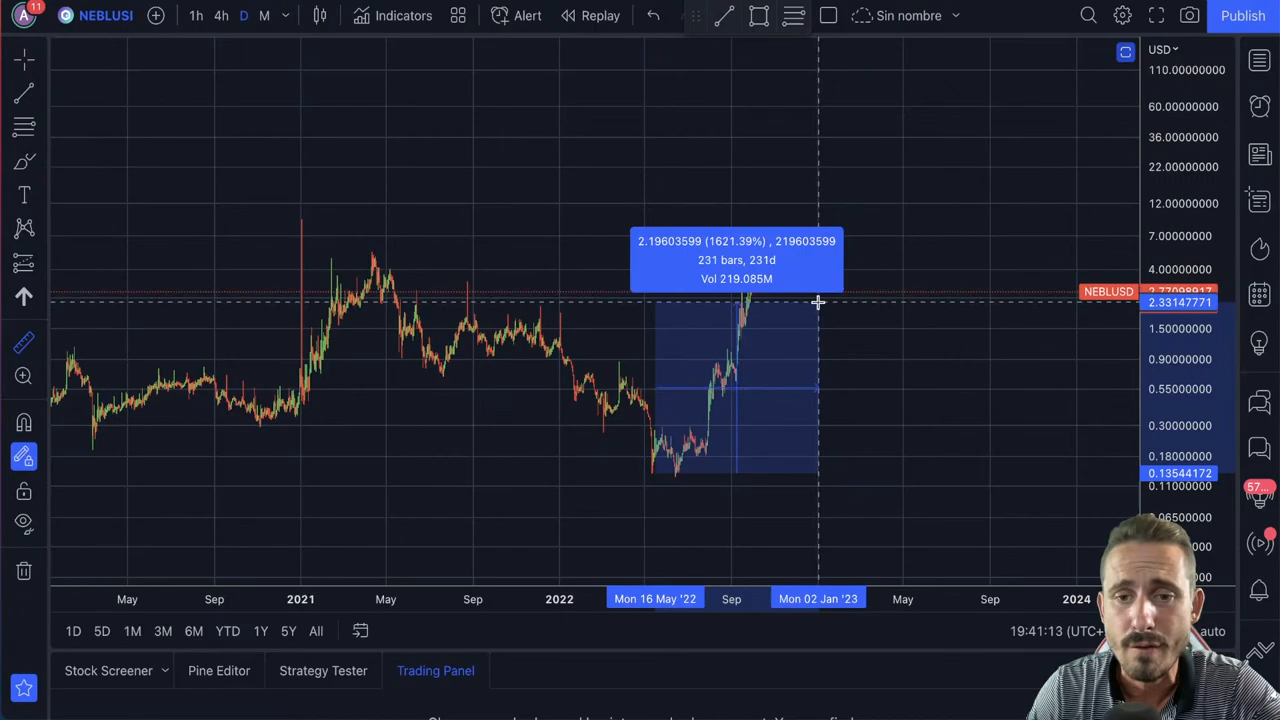 A 11 NEBLUSI 1h 4h D M Indicators Alert Replay Sin nombre Publish
USD
110.00000000
60.00000000
36.00000000
22.00000000
12.00000000
7.00000000
4.00000000
2.19603599 (1621.39%) , 219603599
231 bars, 231d
Vol 219.085M
NEBLUSD 2.77098917
2.33147771
1.50000000
0.90000000
0.55000000
0.30000000
0.18000000
0.13544172
0.11000000
57...
May Sep 2021 May Sep 2022 Mon 16 May '22 Sep Mon 02 Jan '23 May Sep 2024
1D 5D 1M 3M 6M YTD 1Y 5Y All 19:41:13 (UTC+ auto
Stock Screener Pine Editor Strategy Tester Trading Panel